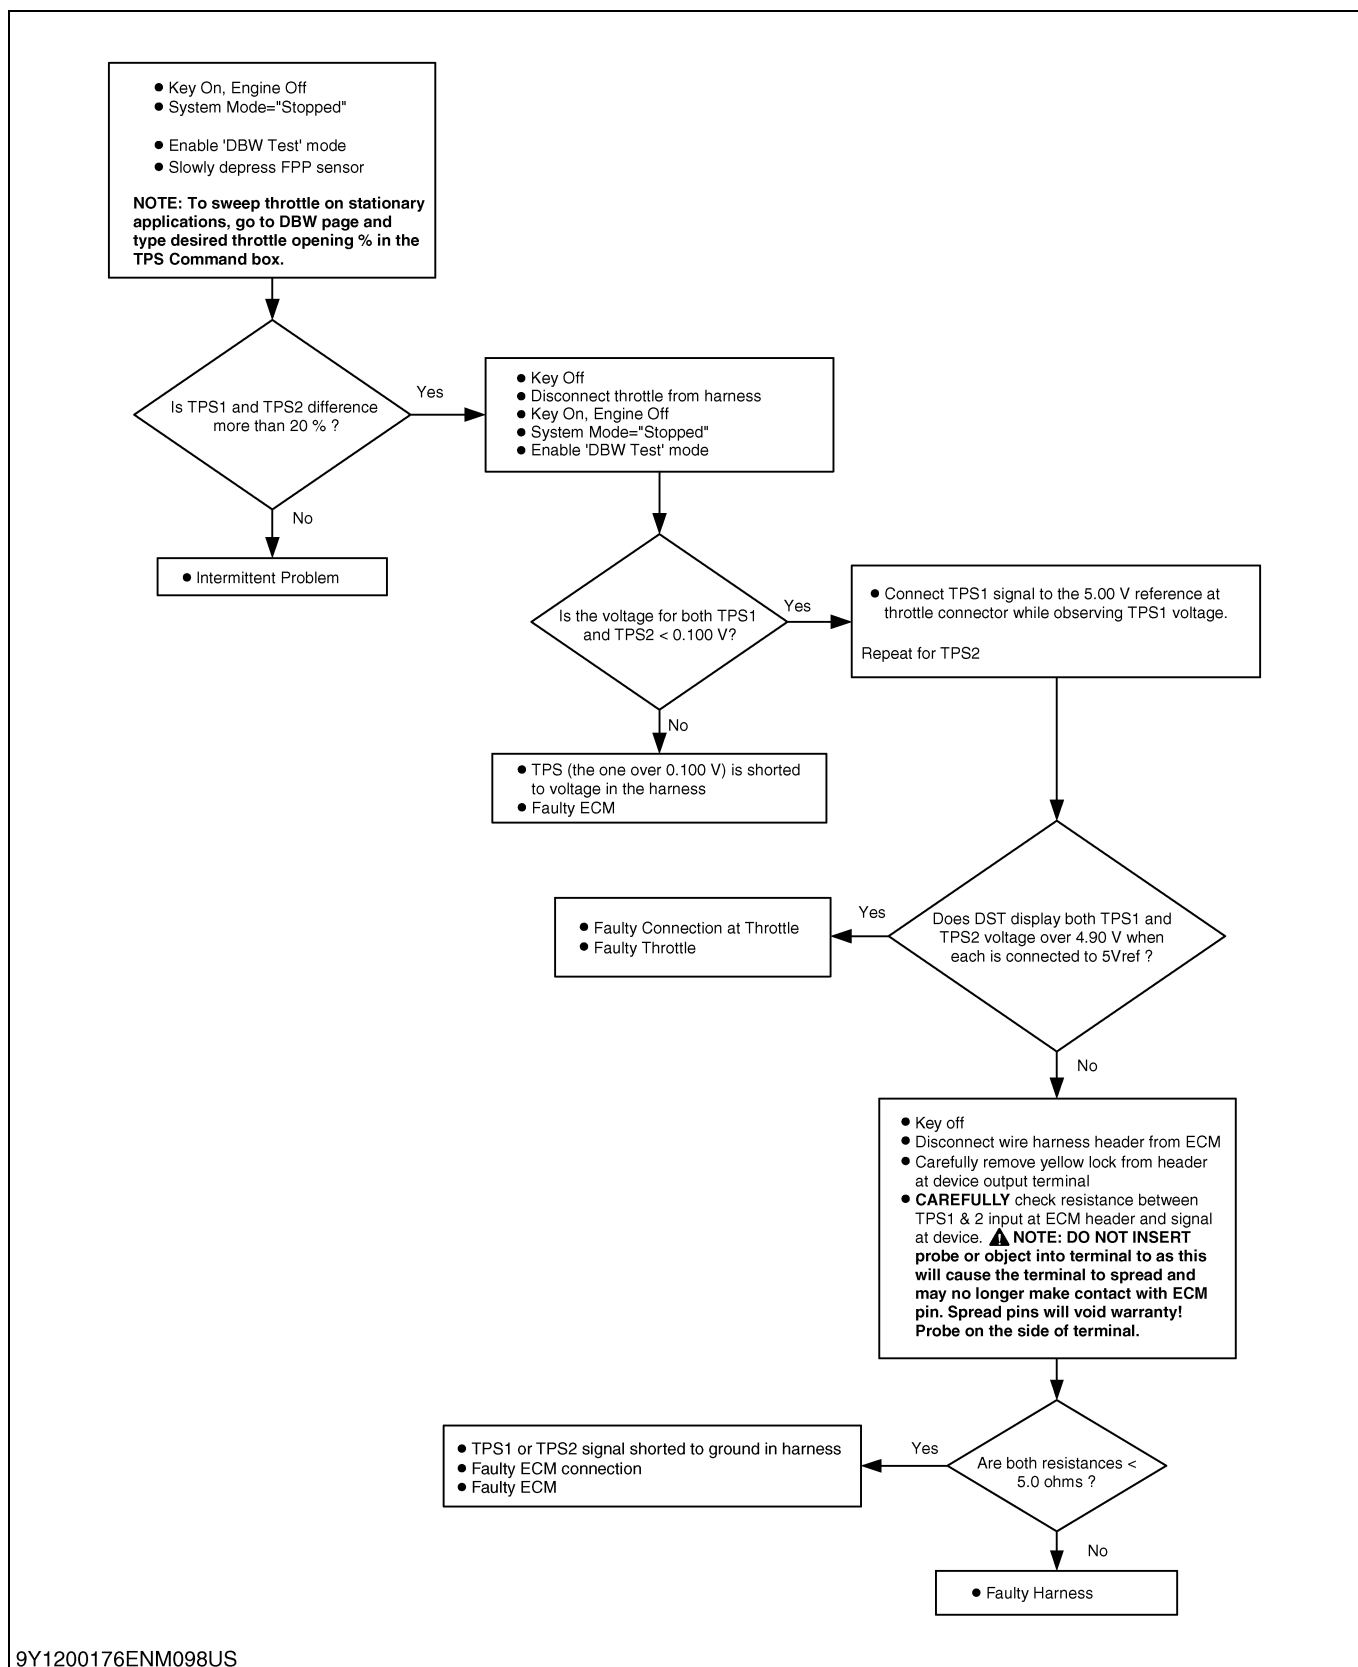 ● Key On, Engine Off
● System Mode="Stopped"
● Enable 'DBW Test' mode
● Slowly depress FPP sensor
NOTE: To sweep throttle on stationary
applications, go to DBW page and
type desired throttle opening % in the
TPS Command box.
Is TPS1 and TPS2 difference
more than 20 % ?
Yes
No
● Intermittent Problem
● Key Off
● Disconnect throttle from harness
● Key On, Engine Off
● System Mode="Stopped"
● Enable 'DBW Test' mode
Is the voltage for both TPS1
and TPS2 < 0.100 V?
Yes
No
● TPS (the one over 0.100 V) is shorted
to voltage in the harness
● Faulty ECM
● Connect TPS1 signal to the 5.00 V reference at
throttle connector while observing TPS1 voltage.
Repeat for TPS2
Does DST display both TPS1 and
TPS2 voltage over 4.90 V when
each is connected to 5Vref ?
Yes
● Faulty Connection at Throttle
● Faulty Throttle
No
● Key off
● Disconnect wire harness header from ECM
● Carefully remove yellow lock from header
at device output terminal
● CAREFULLY check resistance between
TPS1 & 2 input at ECM header and signal
at device. NOTE: DO NOT INSERT
probe or object into terminal to as this
will cause the terminal to spread and
may no longer make contact with ECM
pin. Spread pins will void warranty!
Probe on the side of terminal.
Are both resistances <
5.0 ohms ?
Yes
● TPS1 or TPS2 signal shorted to ground in harness
● Faulty ECM connection
● Faulty ECM
No
● Faulty Harness
9Y1200176ENM098US